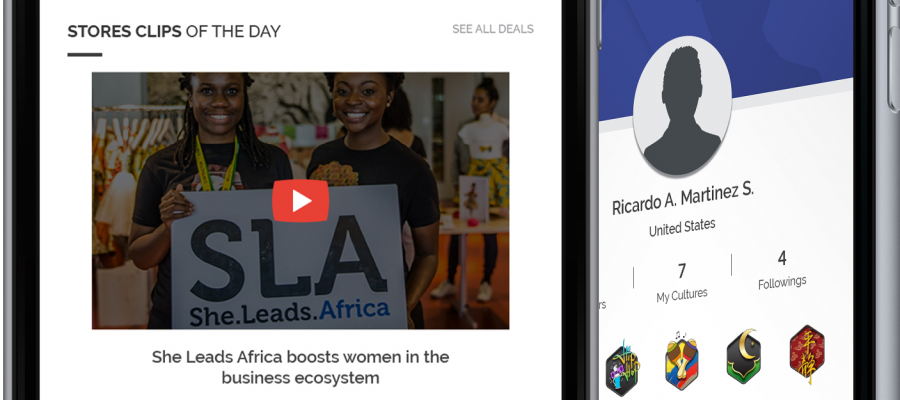 STORES CLIPS OF THE DAY
SEE ALL DEALS
SLA
She.Leads.Africa
She Leads Africa boosts women in the
business ecosystem
Ricardo A. Martinez S.
United States
7
My Cultures
4
Followings
rs